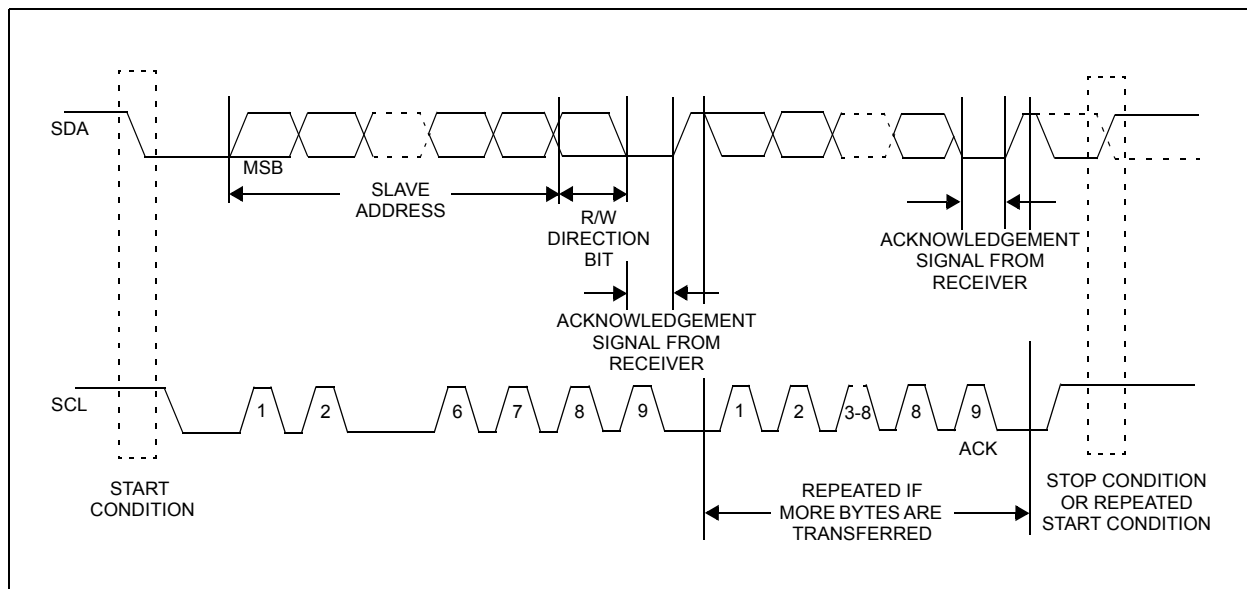 SDA
MSB
SLAVE
ADDRESS
R/W
DIRECTION
BIT
ACKNOWLEDGEMENT
SIGNAL FROM
RECEIVER
ACKNOWLEDGEMENT
SIGNAL FROM
RECEIVER
SCL
1
2
6
7
8
9
1
2
3-8
8
9
ACK
START
CONDITION
REPEATED IF
MORE BYTES ARE
TRANSFERRED
STOP CONDITION
OR REPEATED
START CONDITION